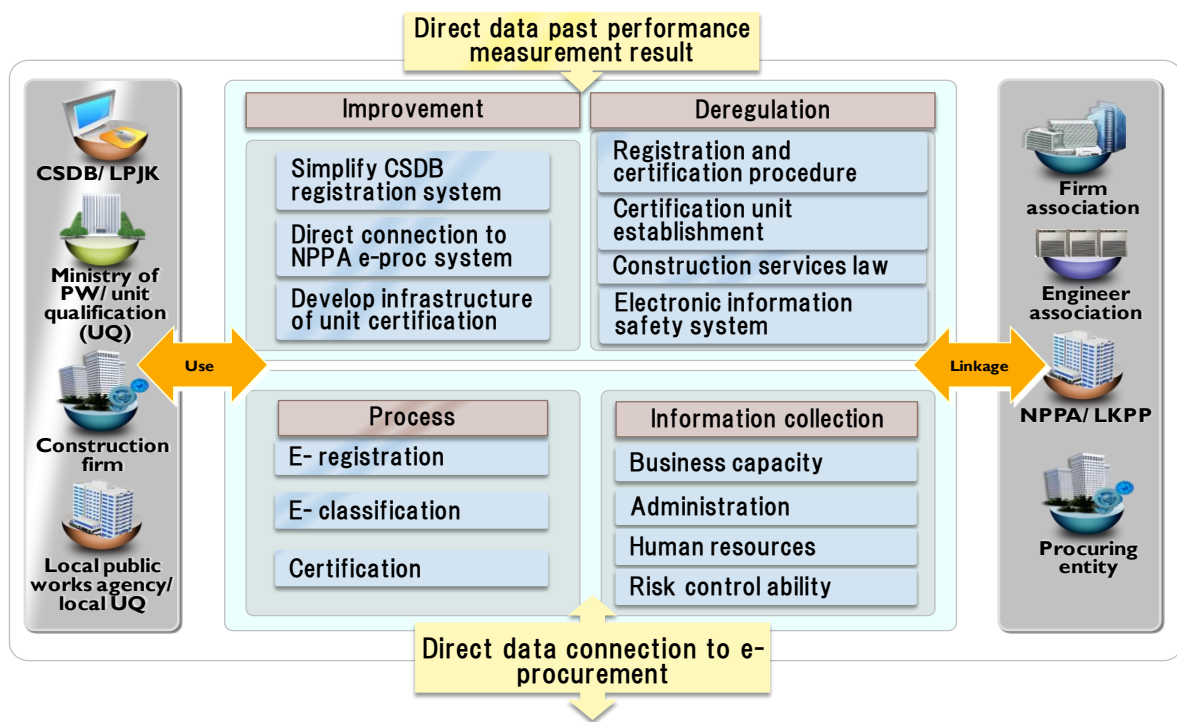 Direct data past performance
measurement result
CSDB/ LPJK
Ministry of
PW/ unit
qualification
(UQ)
Use
Construction
firm
Local public
works agency/
local UQ
Improvement
Simplify CSDB
registration system
Direct connection to
NPPA e-proc system
Develop infrastructure
of unit certification
Deregulation
Registration and
certification procedure
Certification unit
establishment
Construction services law
Electronic information
safety system
Process
E- registration
E- classification
Certification
Information collection
Business capacity
Administration
Human resources
Risk control ability
Firm
association
Engineer
association
Linkage
NPPA/ LKPP
Procuring
entity
Direct data connection to e-
procurement